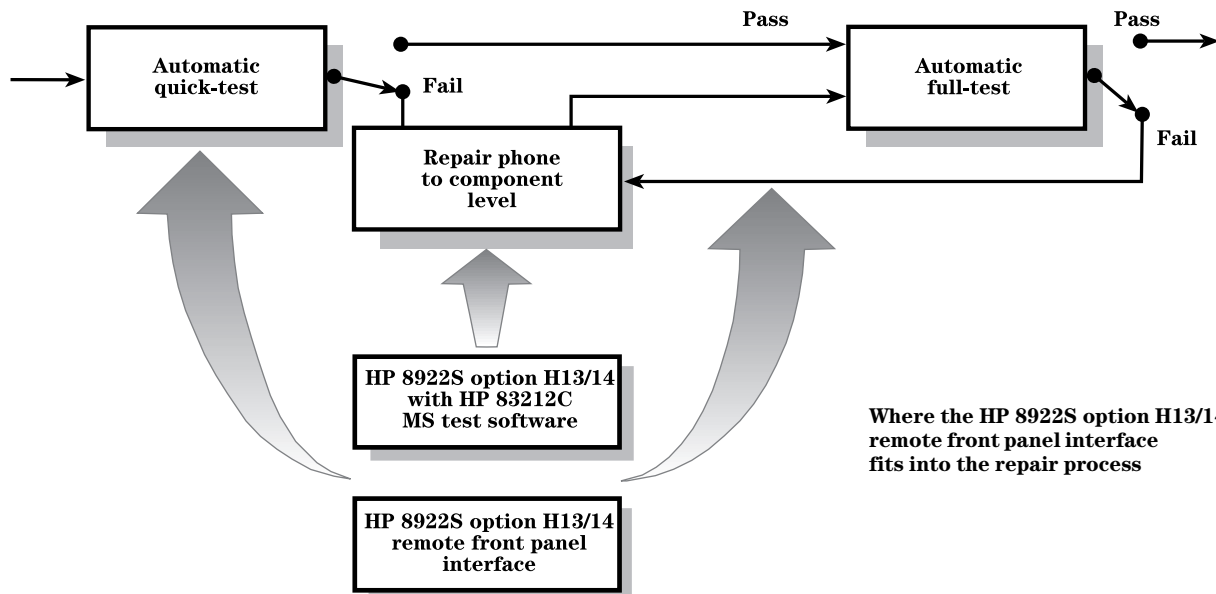 Pass
Pass
Automatic
quick-test
Automatic
full-test
Fail
Fail
Repair phone
to component
level
HP 8922S option H13/14
with HP 83212C
MS test software
Where the HP 8922S option H13/1
remote front panel interface
fits into the repair process
HP 8922S option H13/14
remote front panel
interface